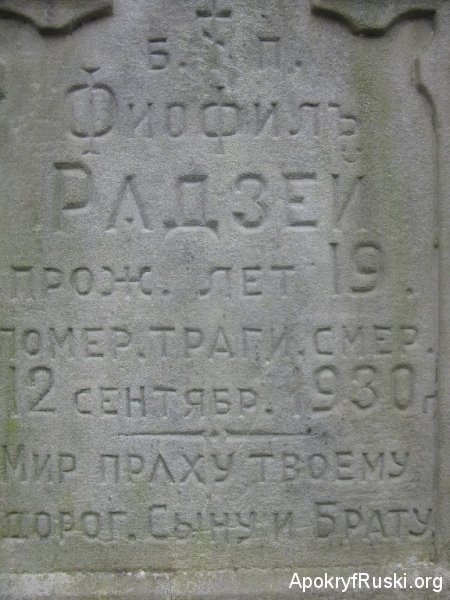 Б. П.
Фиофилъ
Радзей
прож. лет 19.
помер. траги. смер.
12 сентябр. 1930 г.
Мир праху твоему
дорог. Сыну и Брату
ApokryfRuski.org